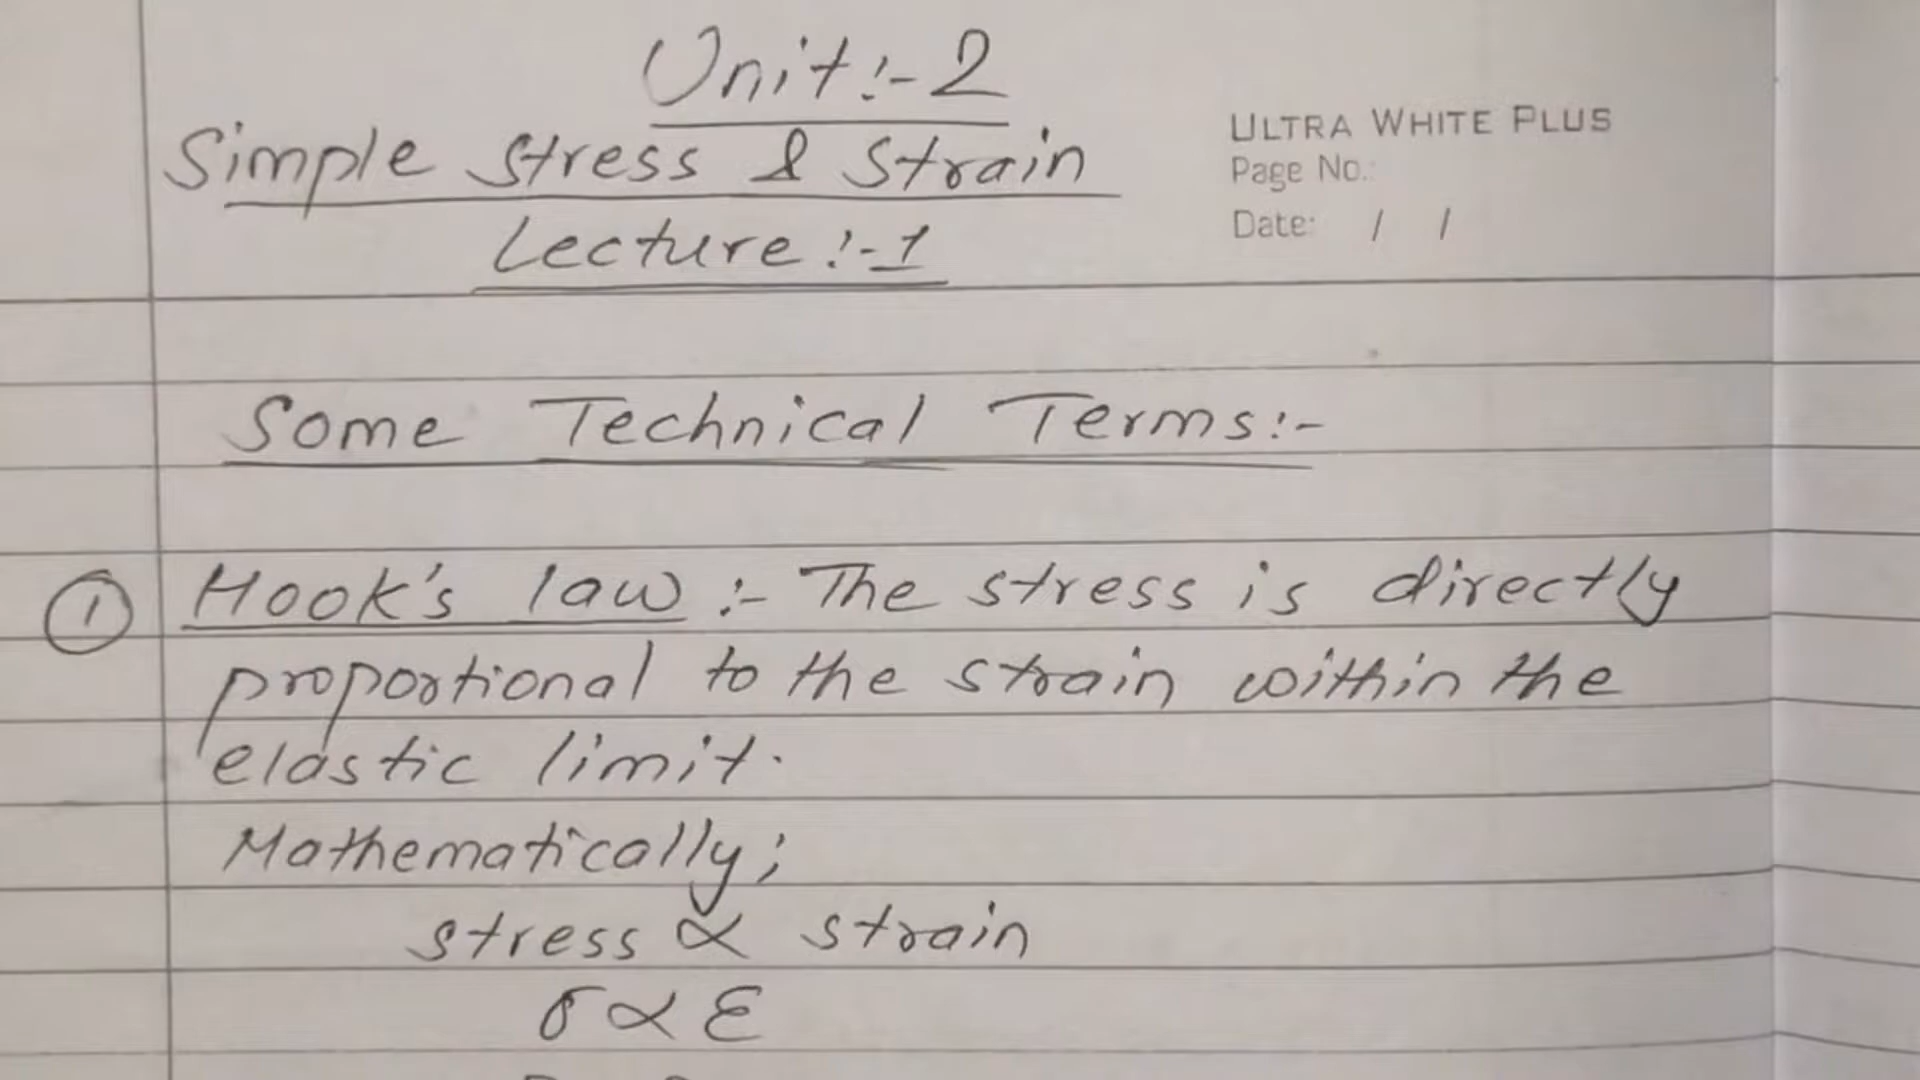 Unit:-2
Simple Stress & Strain
ULTRA WHITE PLUS
Page No.:
Date: / /
Lecture:-1
Some Technical Terms:-
① Hook's law :- The stress is directly
proportional to the strain within the
elastic limit.
Mathematically;
stress ∝ strain
σ ∝ ε